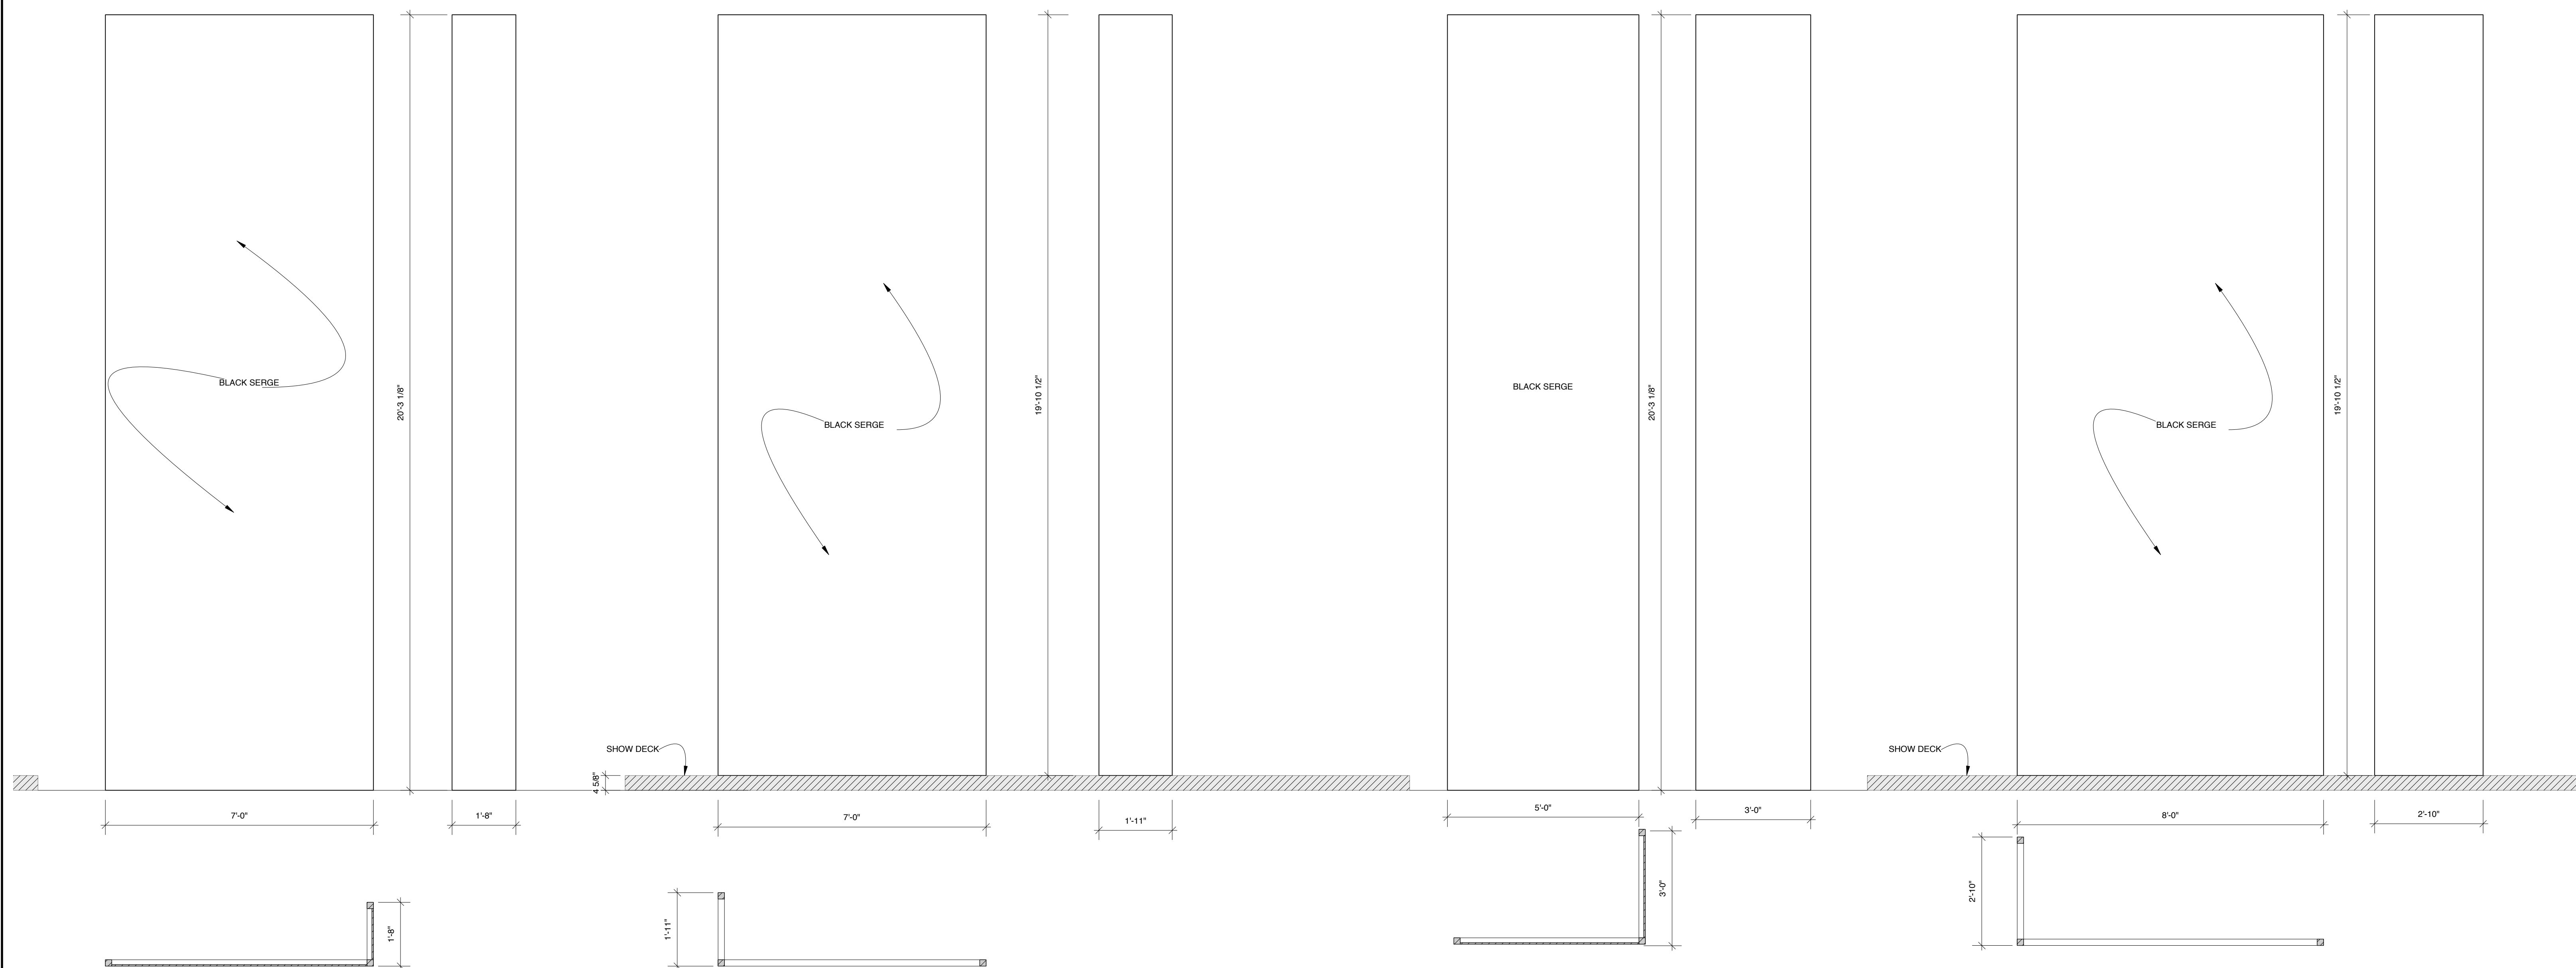 BLACK SERGE
20'-3 1/8"
7'-0"
1'-8"
1'-8"
SHOW DECK
4 5/8"
BLACK SERGE
19'-10 1/2"
7'-0"
1'-11"
1'-11"
BLACK SERGE
20'-3 1/8"
5'-0"
3'-0"
3'-0"
SHOW DECK
BLACK SERGE
19'-10 1/2"
8'-0"
2'-10"
2'-10"